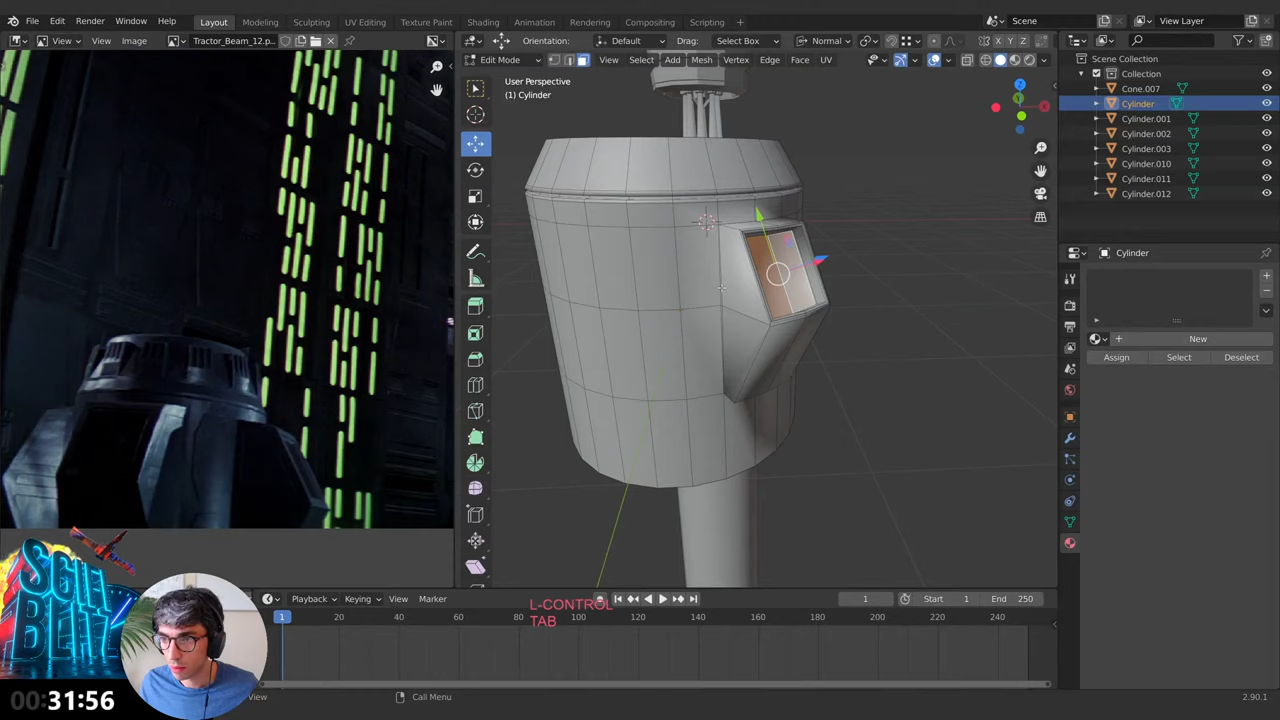 File Edit Render Window Help
Layout Modeling Sculpting UV Editing Texture Paint Shading Animation Rendering Compositing Scripting +
Scene
View Layer
View View Image Tractor_Beam_12.p...
Orientation: Default Drag: Select Box Normal X Y Z
Edit Mode View Select Add Mesh Vertex Edge Face UV
User Perspective
(1) Cylinder
Scene Collection
Collection
Cone.007
Cylinder
Cylinder.001
Cylinder.002
Cylinder.003
Cylinder.010
Cylinder.011
Cylinder.012
Cylinder
New
Assign Select Deselect
Playback Keying View Marker
1 Start 1 End 250
L-CONTROL
TAB
1 20 40 60 80 100 120 140 160 180 200 220 240
SCIFI
BLITZ
00:31:56
View
Call Menu
2.90.1